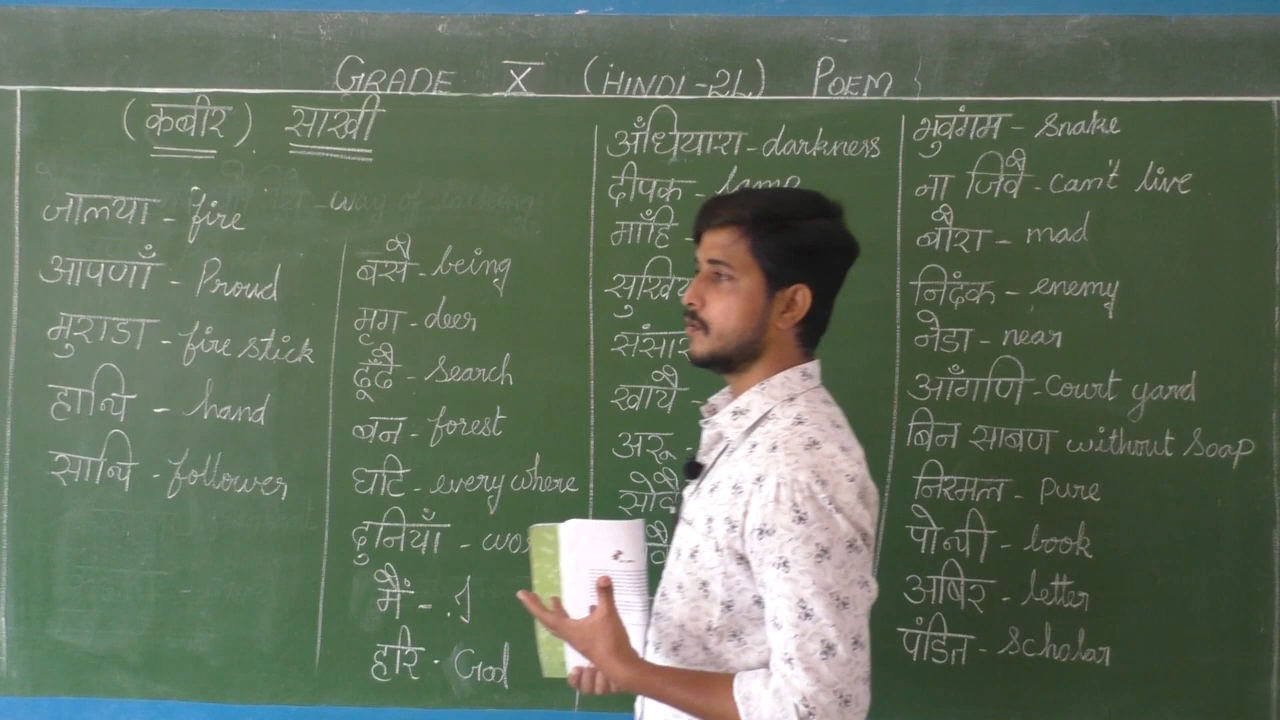 GRADE X (HINDI-2L) POEM
(कबीर) साखी
जाल्या - fire
आपणाँ - Proud
मुराडा - fire stick
हाथि - hand
साथि - follower
बसै - being
मृग - deer
ढूँढै - search
बन - forest
घटि - every where
दुनियाँ -
मैं - I
हरि - God
अँधियारा - darkness
दीपक - lamp
माँहि -
संसार
खायै -
अरू -
भुवंगम - snake
ना जिवै - can't live
बौरा - mad
निंदक - enemy
नेडा - near
आँगणि - court yard
बिन साबण without soap
निरमल - pure
पोथी - book
अषिर - letter
पंडित - scholar